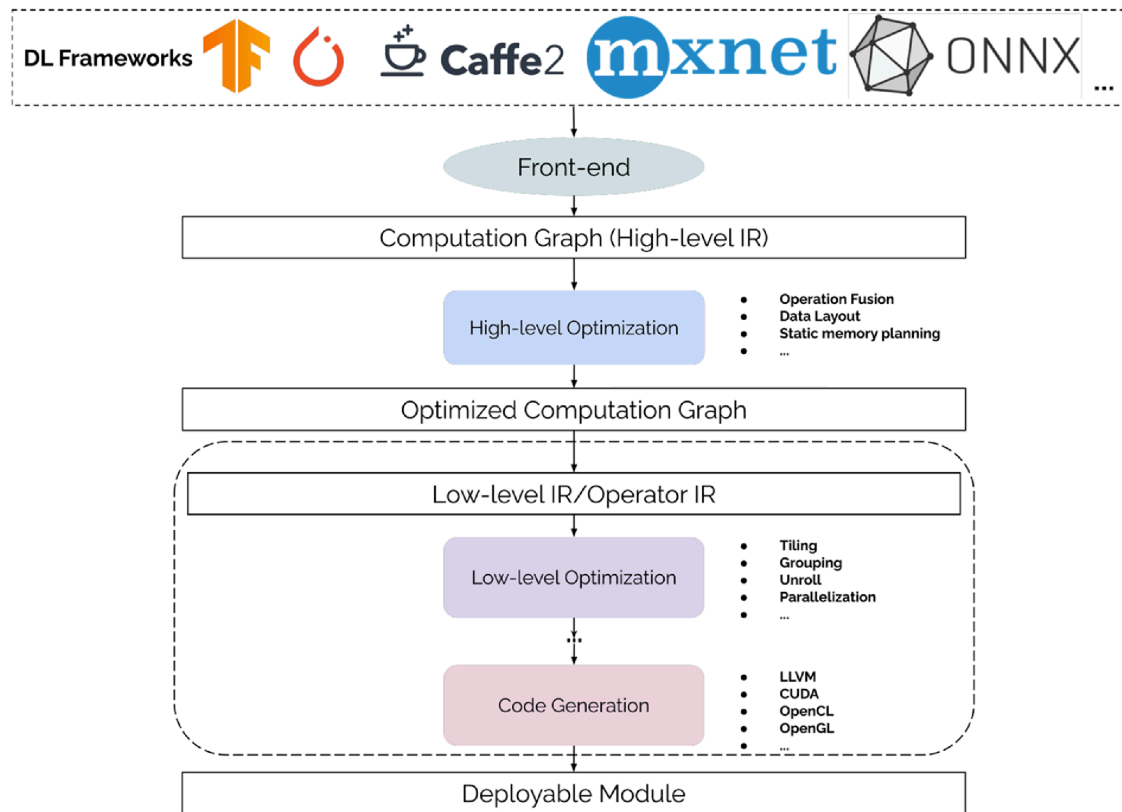 DL Frameworks
Caffe2
mxnet
ONNX
...
Front-end
Computation Graph (High-level IR)
High-level Optimization
• Operation Fusion
• Data Layout
• Static memory planning
• ...
Optimized Computation Graph
Low-level IR/Operator IR
Low-level Optimization
• Tiling
• Grouping
• Unroll
• Parallelization
• ...
...
Code Generation
• LLVM
• CUDA
• OpenCL
• OpenGL
• ...
Deployable Module